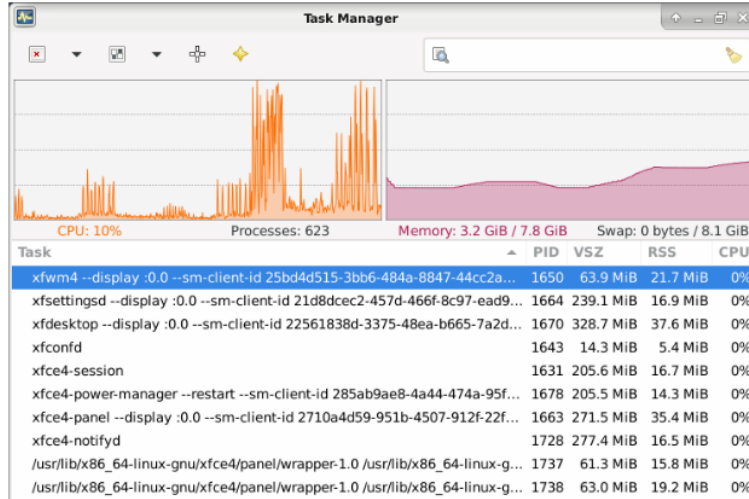 Task Manager
CPU: 10% Processes: 623 Memory: 3.2 GiB / 7.8 GiB Swap: 0 bytes / 8.1 GiB
Task PID VSZ RSS CPU
xfwm4 --display :0.0 --sm-client-id 25bd4d515-3bb6-484a-8847-44cc2a... 1650 63.9 MiB 21.7 MiB 0%
xfsettingsd --display :0.0 --sm-client-id 21d8dcec2-457d-466f-8c97-ead9... 1664 239.1 MiB 16.9 MiB 0%
xfdesktop --display :0.0 --sm-client-id 22561838d-3375-48ea-b665-7a2d... 1670 328.7 MiB 37.6 MiB 0%
xfconfd 1643 14.3 MiB 5.4 MiB 0%
xfce4-session 1631 205.6 MiB 16.7 MiB 0%
xfce4-power-manager --restart --sm-client-id 285ab9ae8-4a44-474a-95f... 1678 205.5 MiB 14.3 MiB 0%
xfce4-panel --display :0.0 --sm-client-id 2710a4d59-951b-4507-912f-22f... 1663 271.5 MiB 35.4 MiB 0%
xfce4-notifyd 1728 277.4 MiB 16.5 MiB 0%
/usr/lib/x86_64-linux-gnu/xfce4/panel/wrapper-1.0 /usr/lib/x86_64-linux-g... 1737 61.3 MiB 15.8 MiB 0%
/usr/lib/x86_64-linux-gnu/xfce4/panel/wrapper-1.0 /usr/lib/x86_64-linux-g... 1738 63.0 MiB 19.2 MiB 0%